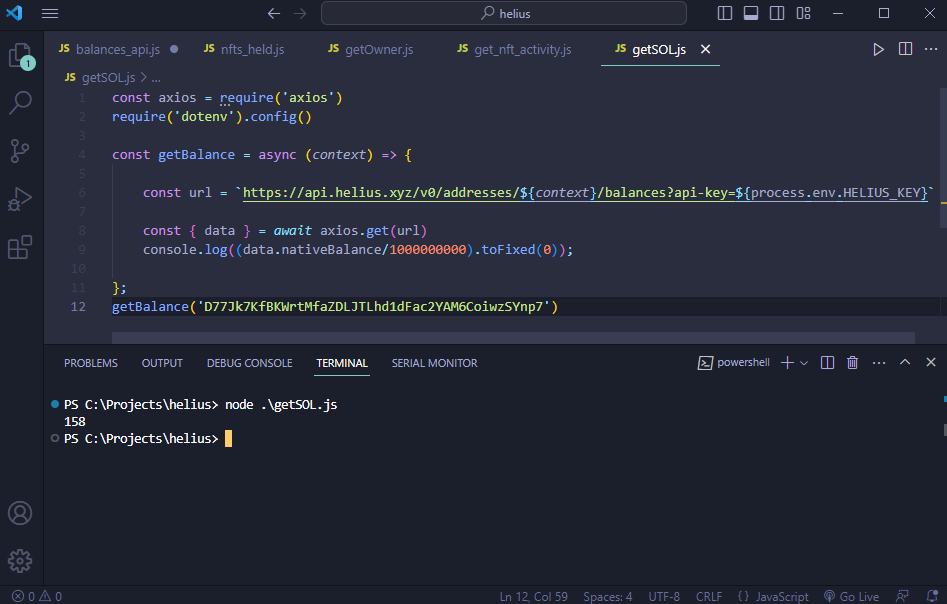 helius
JS balances_api.js
JS nfts_held.js
JS getOwner.js
JS get_nft_activity.js
JS getSOL.js
1
JS getSOL.js > ...
1 const axios = require('axios')
2 require('dotenv').config()
3
4 const getBalance = async (context) => {
5
6 const url = `https://api.helius.xyz/v0/addresses/${context}/balances?api-key=${process.env.HELIUS_KEY}`
7
8 const { data } = await axios.get(url)
9 console.log((data.nativeBalance/1000000000).toFixed(0));
10
11 };
12 getBalance('D77Jk7KfBKWrtMfaZDLJTLhd1dFac2YAM6CoiwzSYnp7')
PROBLEMS OUTPUT DEBUG CONSOLE TERMINAL SERIAL MONITOR powershell
PS C:\Projects\helius> node .\getSOL.js
158
PS C:\Projects\helius>
0 0 Ln 12, Col 59 Spaces: 4 UTF-8 CRLF {} JavaScript Go Live